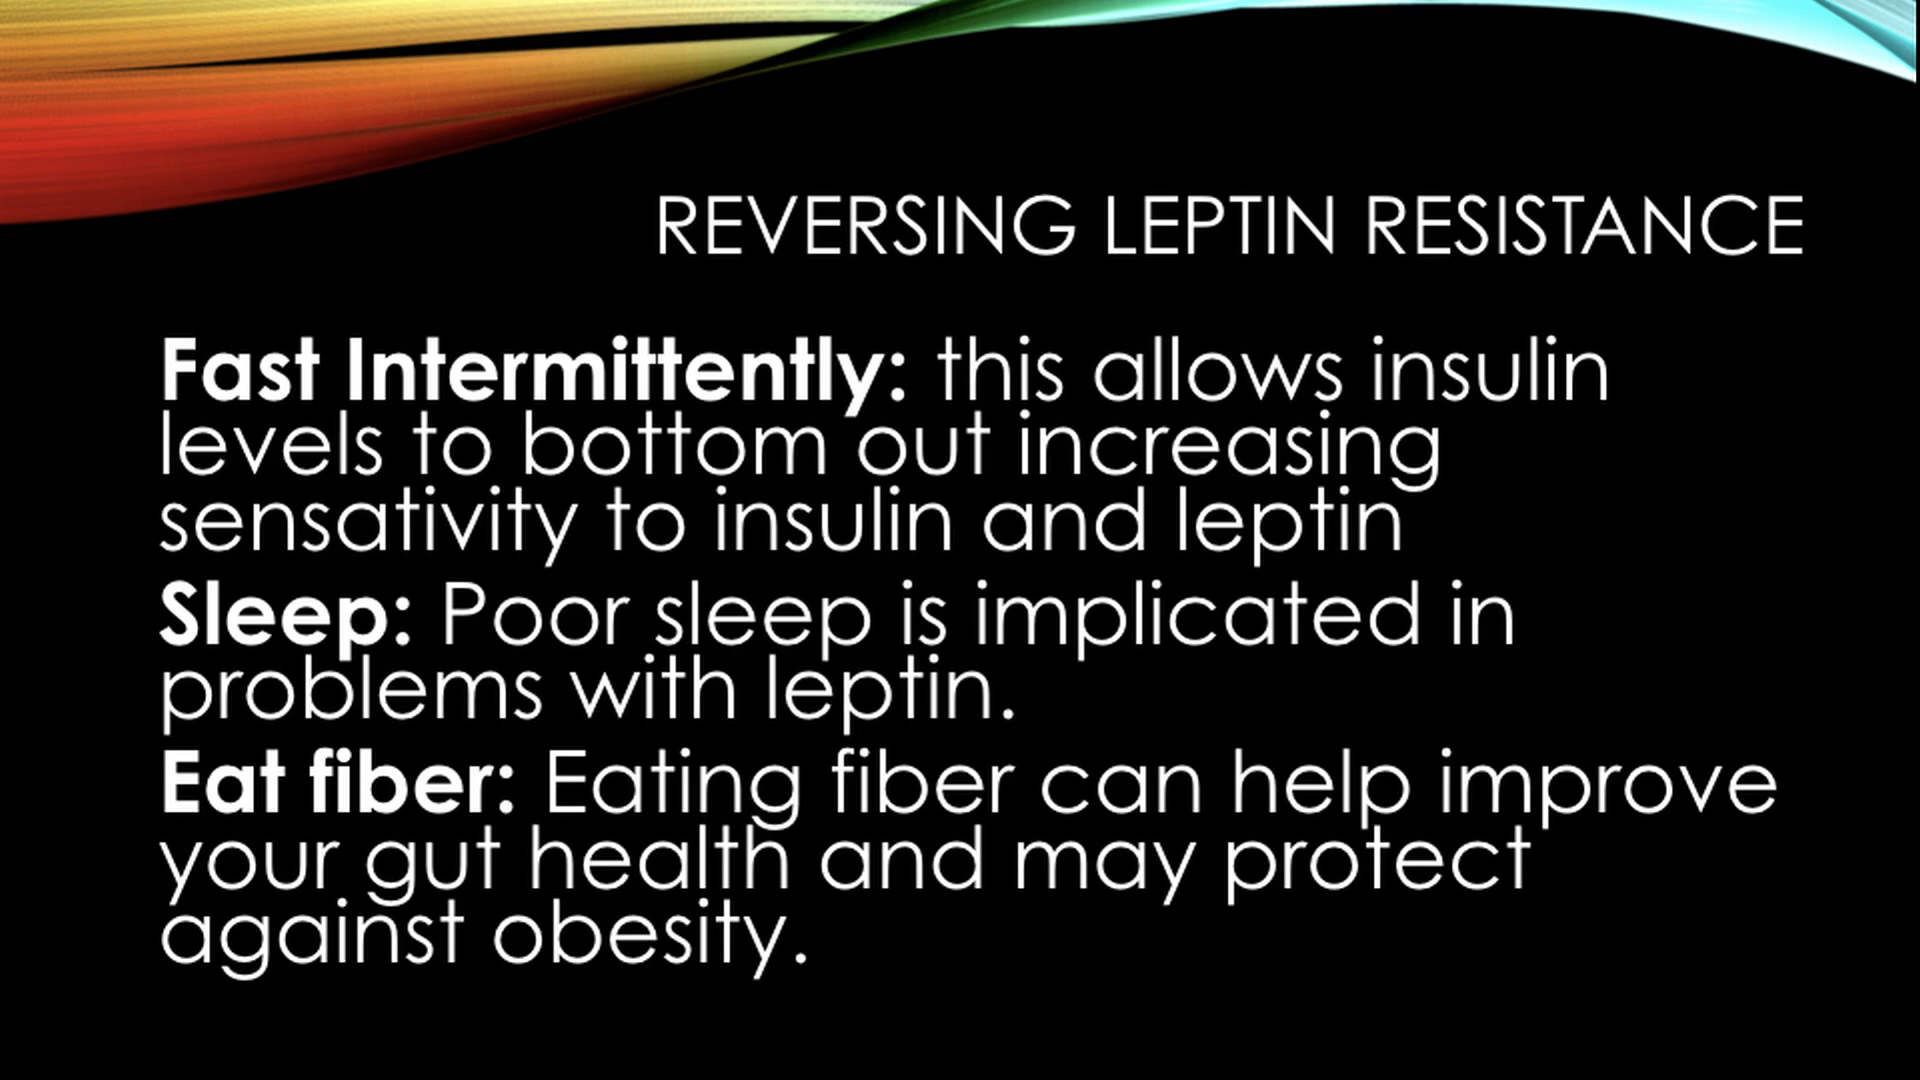 REVERSING LEPTIN RESISTANCE
Fast Intermittently: this allows insulin
levels to bottom out increasing
sensativity to insulin and leptin
Sleep: Poor sleep is implicated in
problems with leptin.
Eat fiber: Eating fiber can help improve
your gut health and may protect
against obesity.